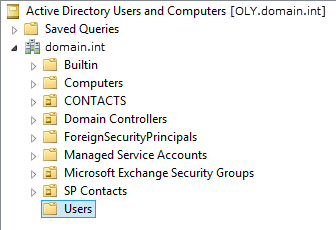 Active Directory Users and Computers [OLY.domain.int]
Saved Queries
domain.int
Builtin
Computers
CONTACTS
Domain Controllers
ForeignSecurityPrincipals
Managed Service Accounts
Microsoft Exchange Security Groups
SP Contacts
Users